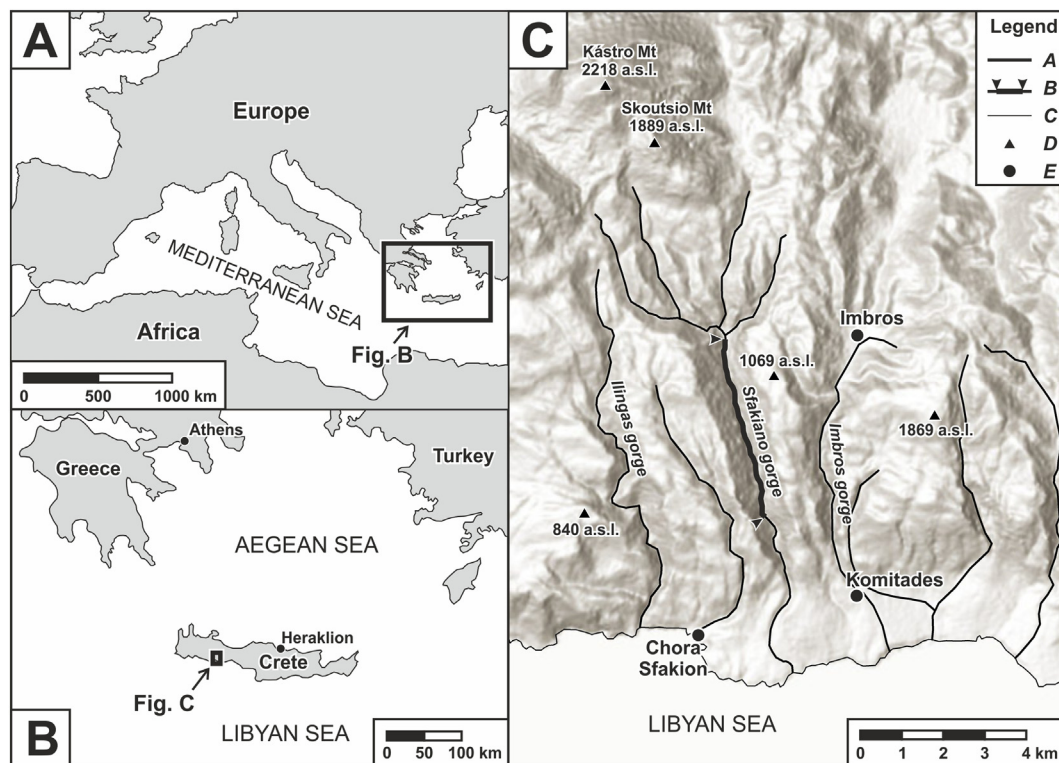 A
Europe
MEDITERRANEAN SEA
Africa
Fig. B
0 500 1000 km
Athens
Greece
Turkey
AEGEAN SEA
Heraklion
Crete
Fig. C
B
LIBYAN SEA
0 50 100 km
C
Legend
A
B
C
D
E
Kástro Mt
2218 a.s.l.
Skoutsio Mt
1889 a.s.l.
Imbros
1069 a.s.l.
Ilingas gorge
Sfakiano gorge
Imbros gorge
1869 a.s.l.
840 a.s.l.
Komitades
Chora
Sfakion
LIBYAN SEA
0 1 2 3 4 km